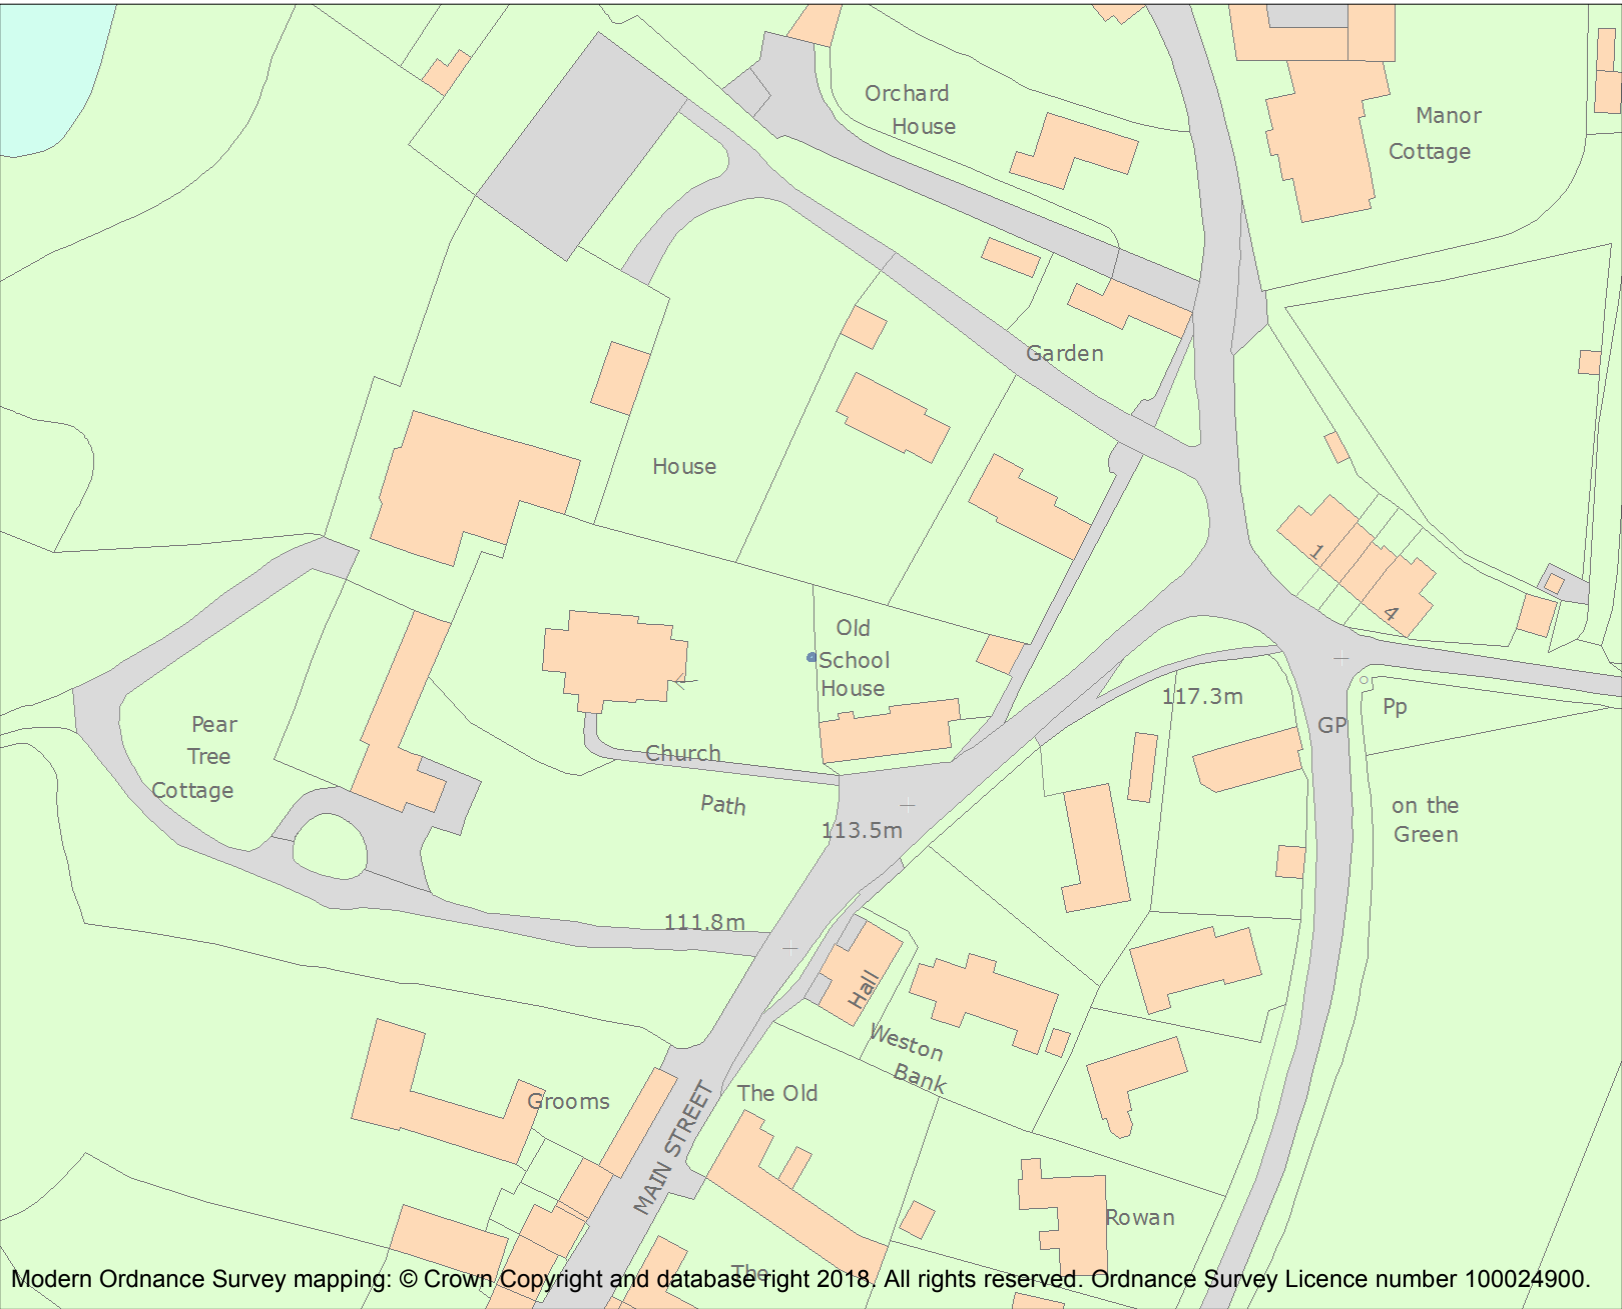 Orchard
House
Manor
Cottage
Garden
House
1
4
Old
School
House
117.3m
Pp
GP
Pear
Tree
Cottage
Church
Path
113.5m
on the
Green
111.8m
Hall
Weston
Bank
The Old
Grooms
MAIN STREET
Rowan
The
Modern Ordnance Survey mapping: © Crown Copyright and database right 2018. All rights reserved. Ordnance Survey Licence number 100024900.